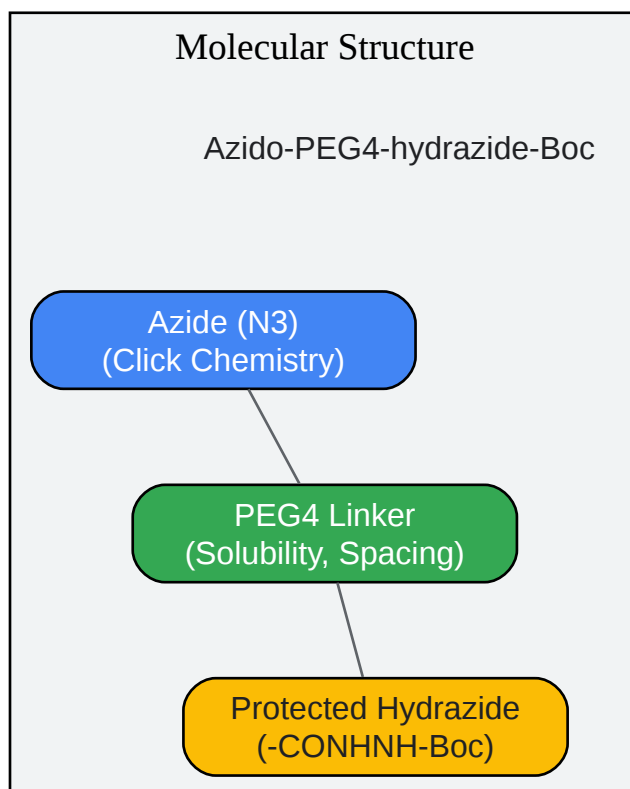 Molecular Structure
Azido-PEG4-hydrazide-Boc
Azide (N3)
(Click Chemistry)
PEG4 Linker
(Solubility, Spacing)
Protected Hydrazide
(-CONHNH-Boc)